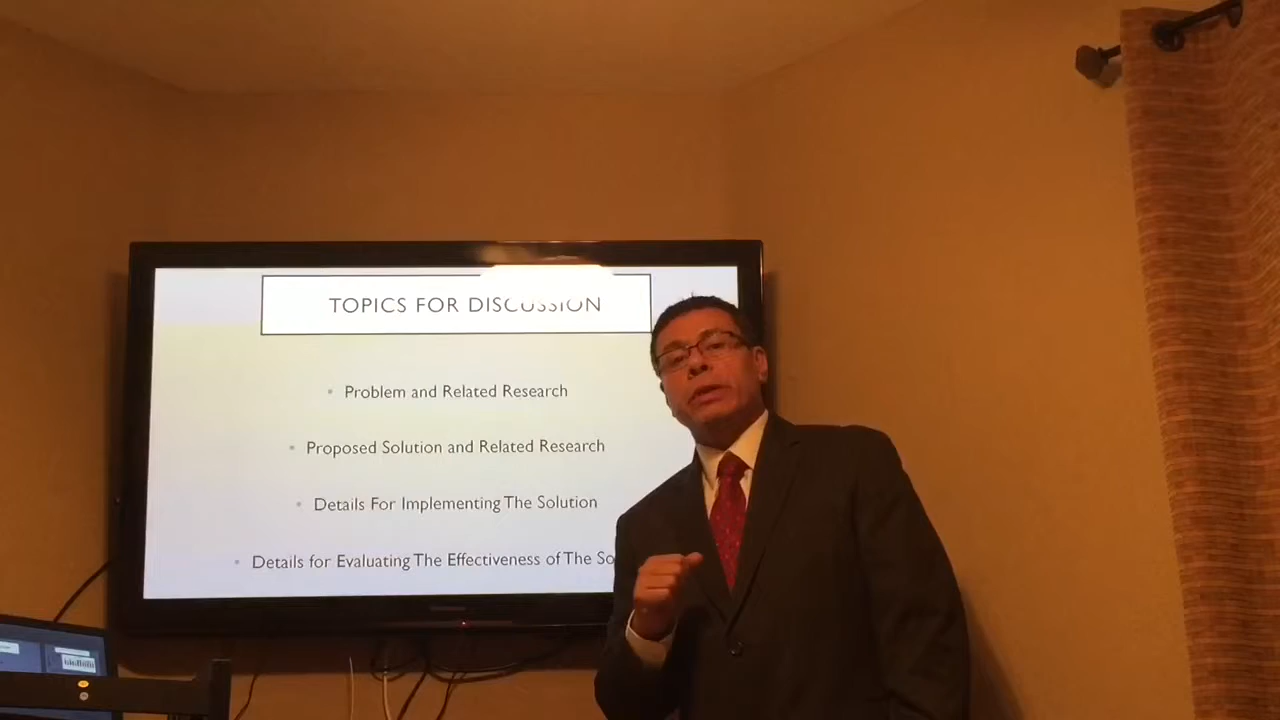 TOPICS FOR DISCUSSION
• Problem and Related Research
• Proposed Solution and Related Research
• Details For Implementing The Solution
• Details for Evaluating The Effectiveness of The So